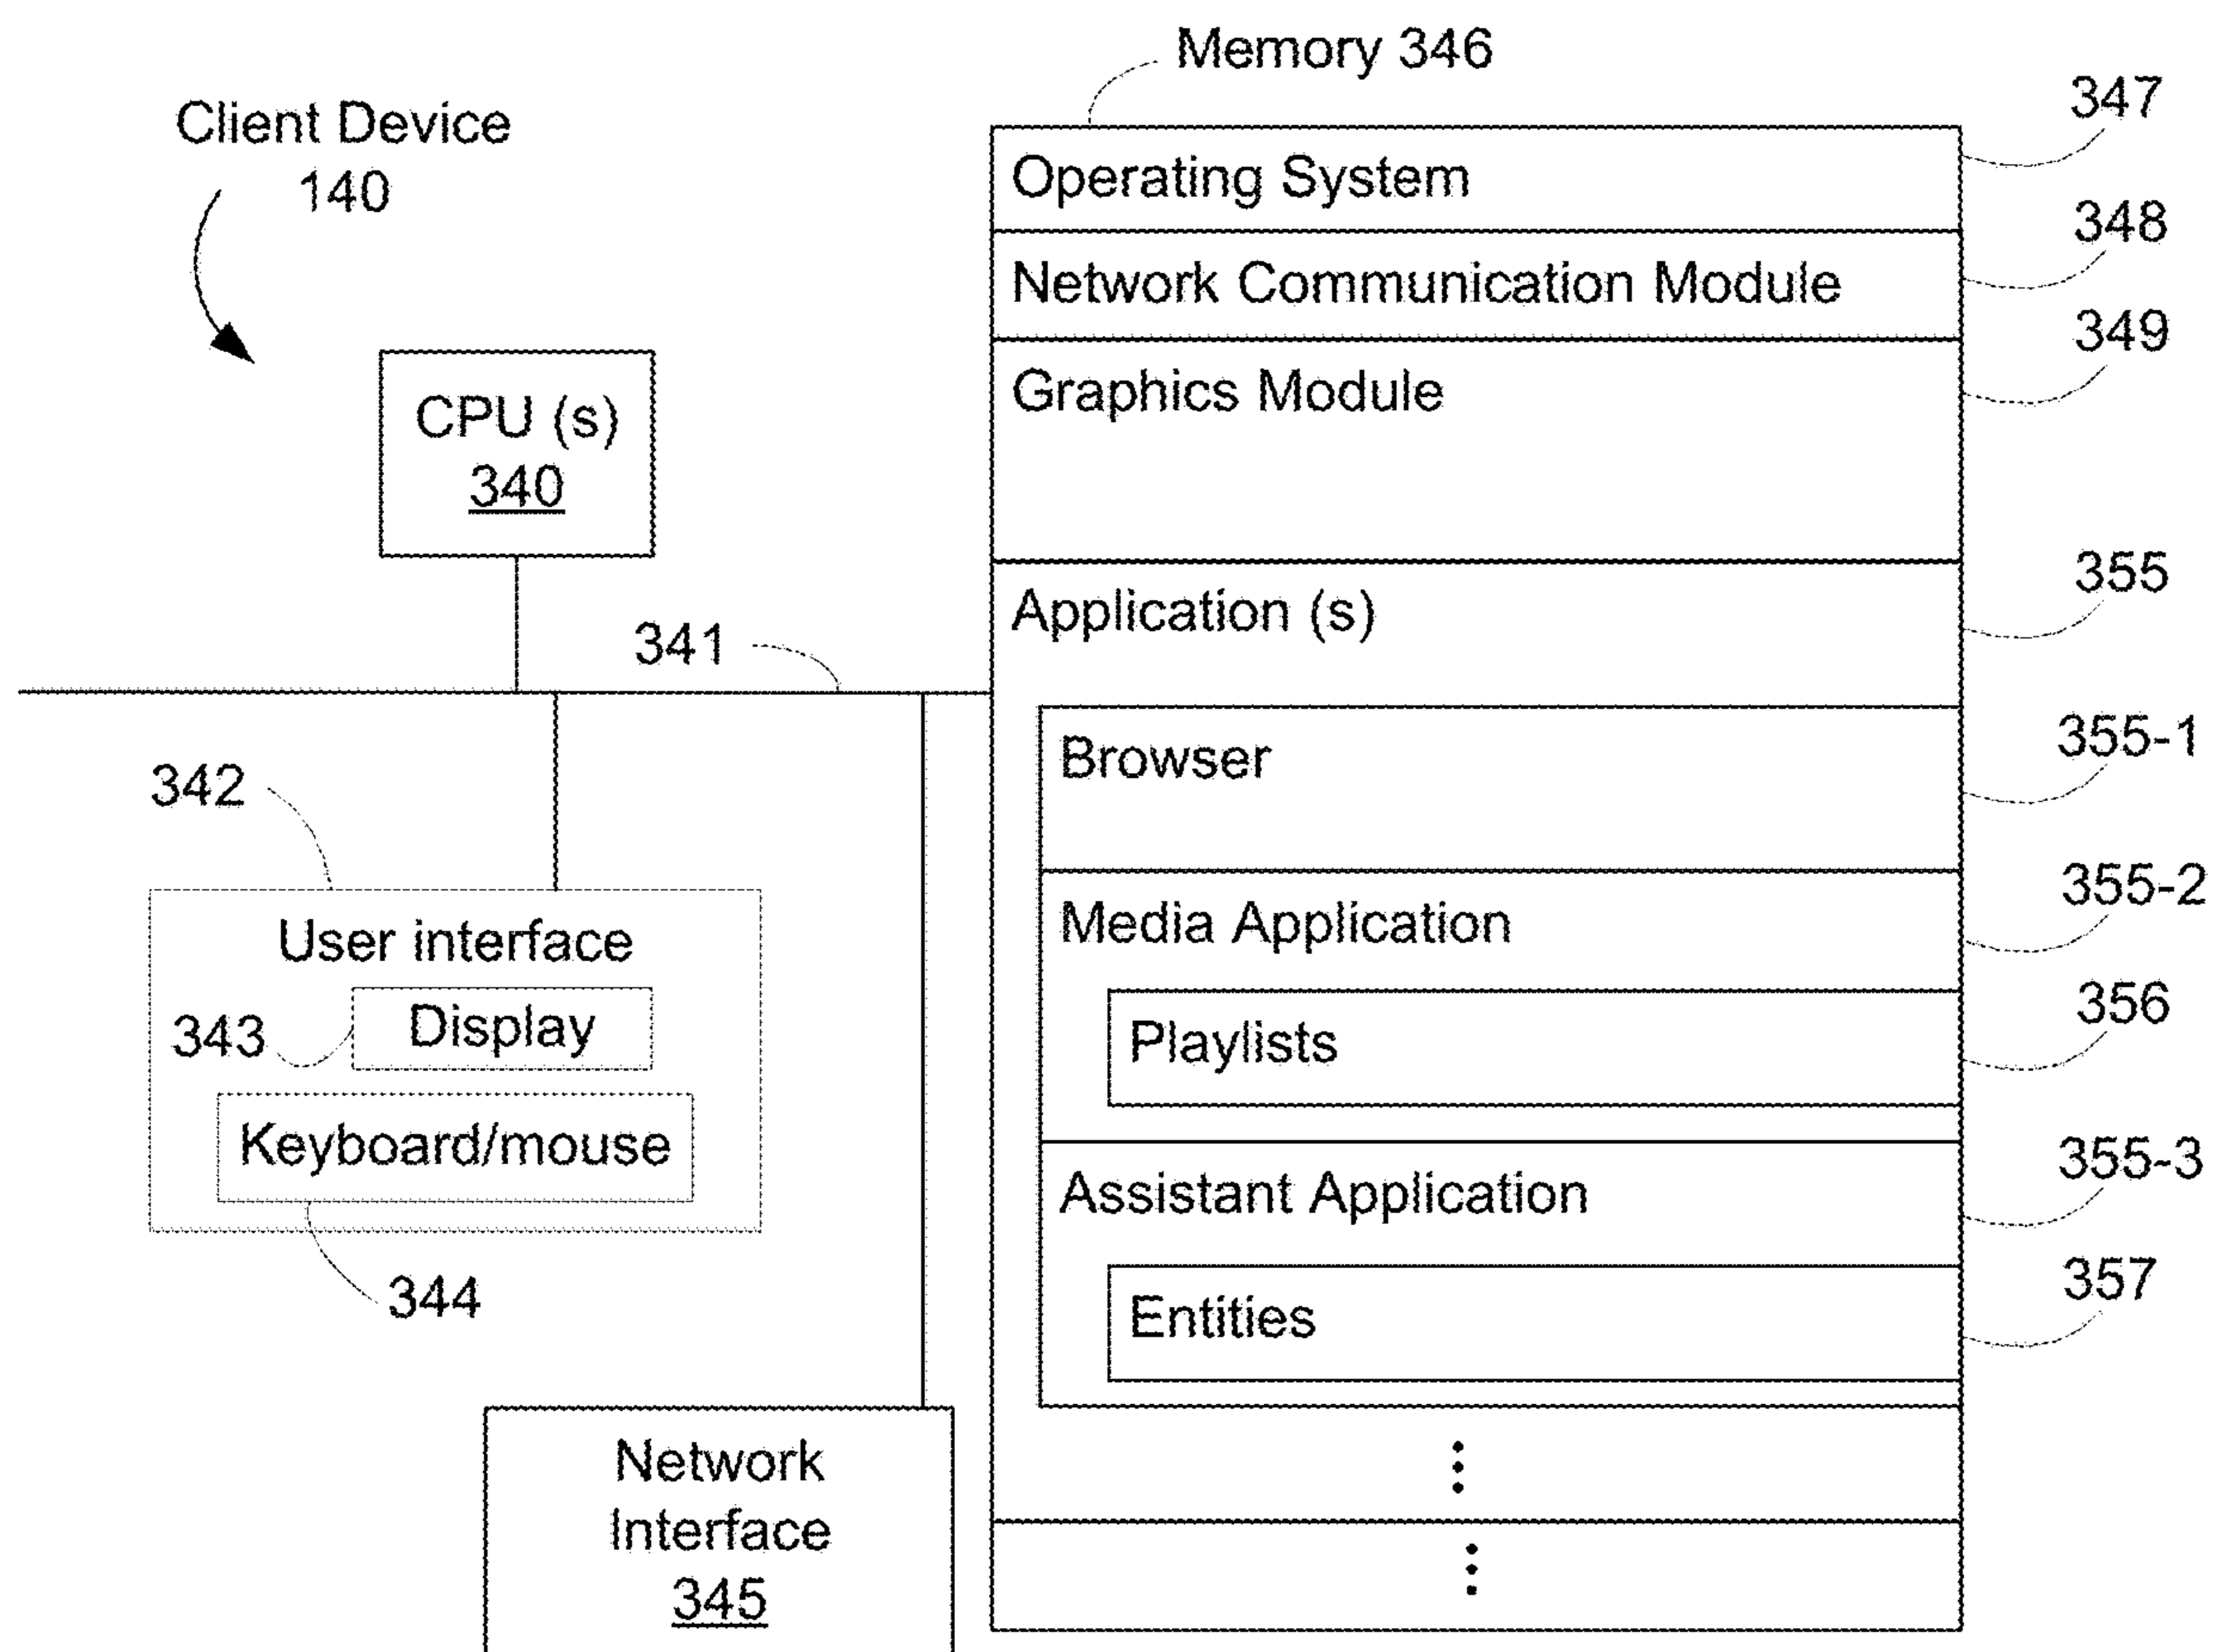 Memory 346
Client Device
140
347
Operating System
348
Network Communication Module
349
Graphics Module
CPU (s)
340
355
Application (s)
341
355-1
Browser
342
355-2
Media Application
User interface
356
Display
343
Playlists
Keyboard/mouse
355-3
Assistant Application
344
357
Entities
Network
Interface
345